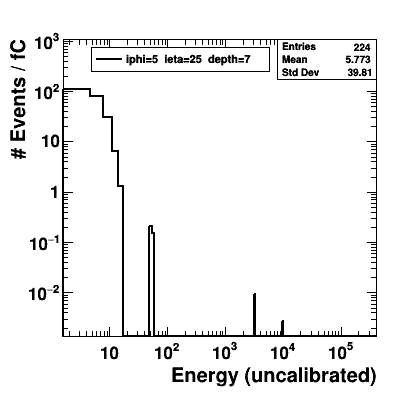 Entries 224
Mean 5.773
Std Dev 39.81
iphi=5 ieta=25 depth=7
# Events / fC
10³
10²
10
1
10⁻¹
10⁻²
10 10² 10³ 10⁴ 10⁵
Energy (uncalibrated)